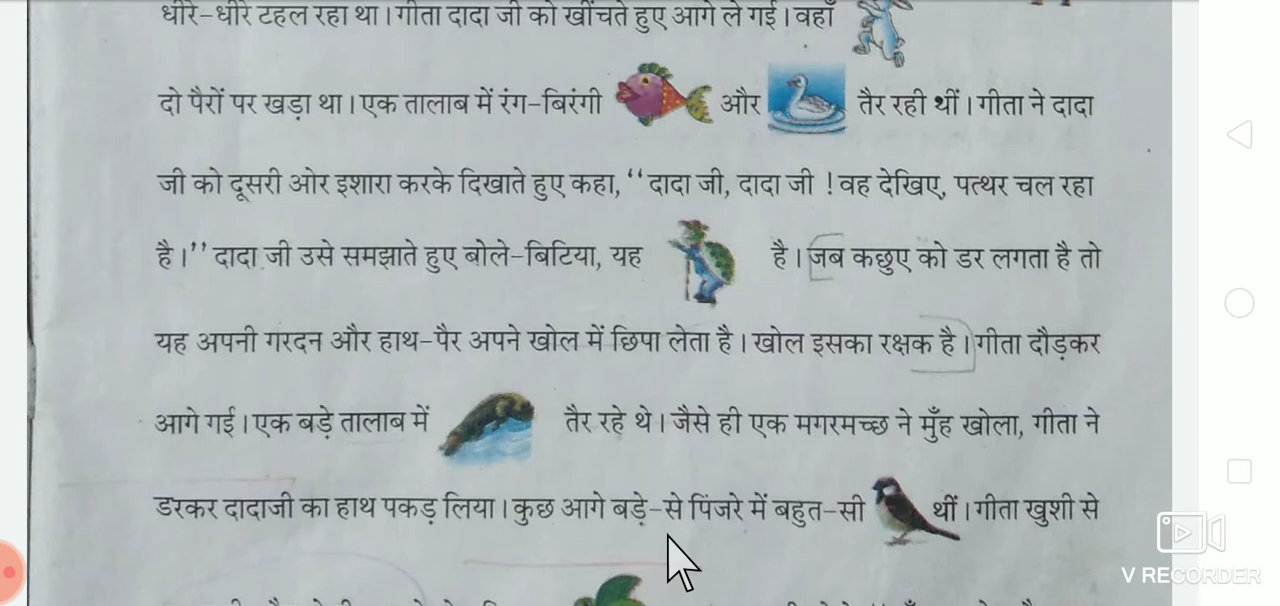 धीरे-धीरे टहल रहा था। गीता दादा जी को खींचते हुए आगे ले गई। वहाँ
दो पैरों पर खड़ा था। एक तालाब में रंग-बिरंगी और तैर रही थीं। गीता ने दादा
जी को दूसरी ओर इशारा करके दिखाते हुए कहा, ‘‘दादा जी, दादा जी ! वह देखिए, पत्थर चल रहा
है।’’ दादा जी उसे समझाते हुए बोले-बिटिया, यह है। जब कछुए को डर लगता है तो
यह अपनी गरदन और हाथ-पैर अपने खोल में छिपा लेता है। खोल इसका रक्षक है। गीता दौड़कर
आगे गई। एक बड़े तालाब में तैर रहे थे। जैसे ही एक मगरमच्छ ने मुँह खोला, गीता ने
डरकर दादाजी का हाथ पकड़ लिया। कुछ आगे बड़े-से पिंजरे में बहुत-सी थीं। गीता खुशी से
V RECORDER